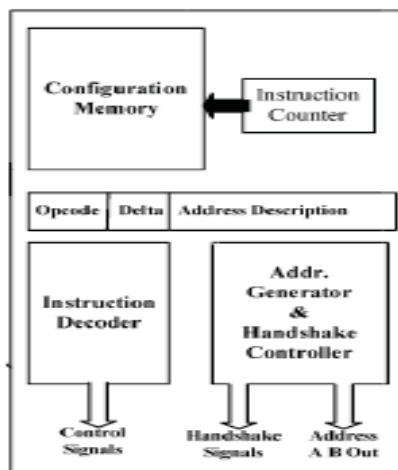 Configuration
Memory
Instruction
Counter
Opcode Delta Address Description
Instruction
Decoder
Addr.
Generator
&
Handshake
Controller
Control
Signals
Handshake
Signals
Address
A B Out